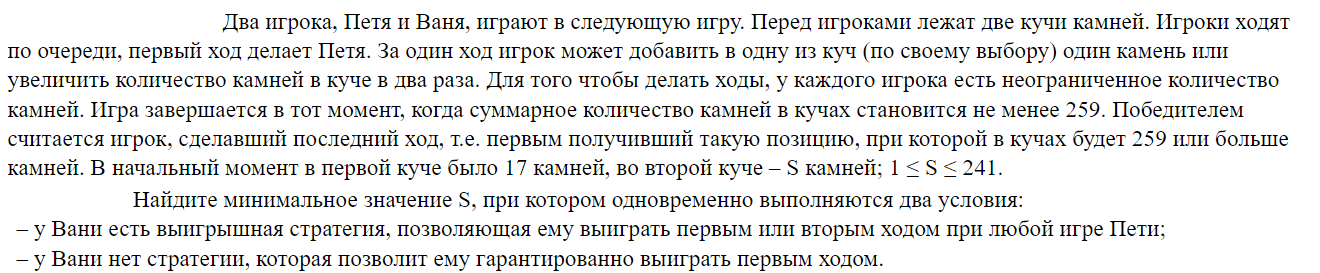 Два игрока, Петя и Ваня, играют в следующую игру. Перед игроками лежат две кучи камней. Игроки ходят
по очереди, первый ход делает Петя. За один ход игрок может добавить в одну из куч (по своему выбору) один камень или
увеличить количество камней в куче в два раза. Для того чтобы делать ходы, у каждого игрока есть неограниченное количество
камней. Игра завершается в тот момент, когда суммарное количество камней в кучах становится не менее 259. Победителем
считается игрок, сделавший последний ход, т.е. первым получивший такую позицию, при которой в кучах будет 259 или больше
камней. В начальный момент в первой куче было 17 камней, во второй куче – S камней; 1 ≤ S ≤ 241.
Найдите минимальное значение S, при котором одновременно выполняются два условия:
– у Вани есть выигрышная стратегия, позволяющая ему выиграть первым или вторым ходом при любой игре Пети;
– у Вани нет стратегии, которая позволит ему гарантированно выиграть первым ходом.